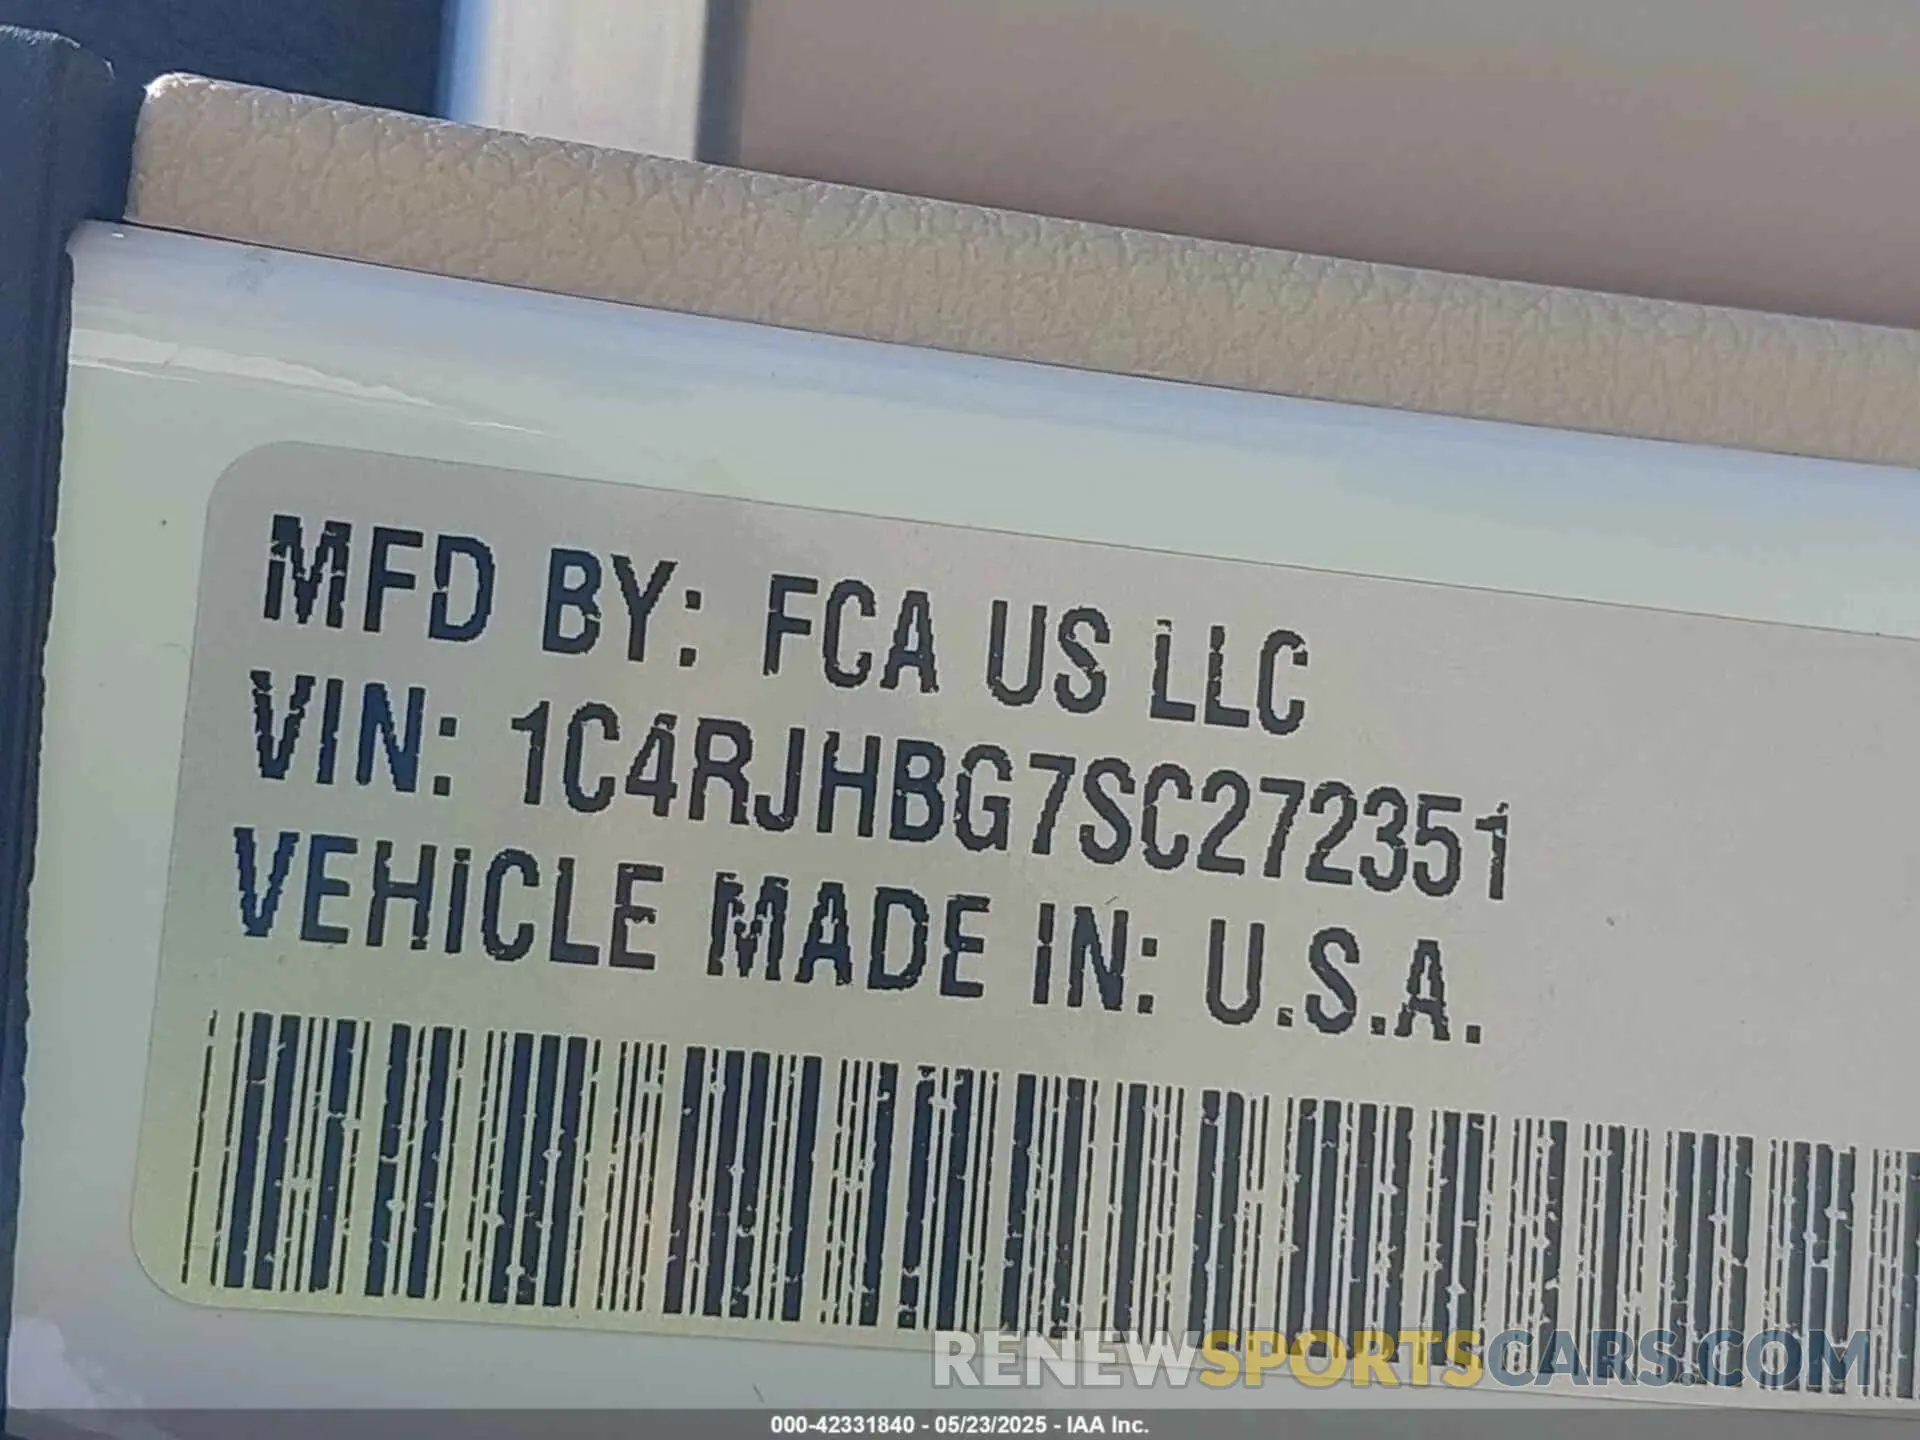 MFD BY: FCA US LLC
VIN: 1C4RJHBG7SC272351
VEHICLE MADE IN: U.S.A.
RENEWSPORTSCARS.COM
000-42331840 - 05/23/2025 - IAA Inc.